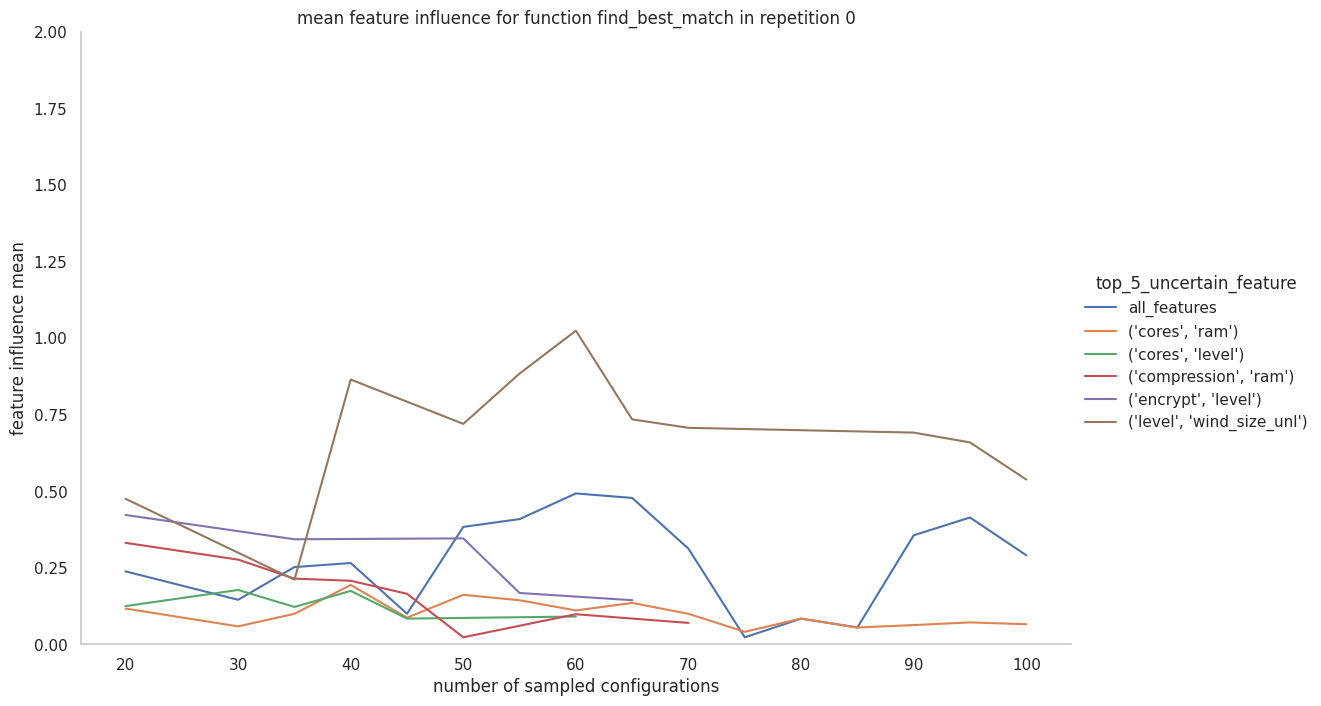 mean feature influence for function find_best_match in repetition 0
2.00
1.75
1.50
1.25
1.00
0.75
0.50
0.25
0.00
feature influence mean
20 30 40 50 60 70 80 90 100
number of sampled configurations
top_5_uncertain_feature
all_features
('cores', 'ram')
('cores', 'level')
('compression', 'ram')
('encrypt', 'level')
('level', 'wind_size_unl')